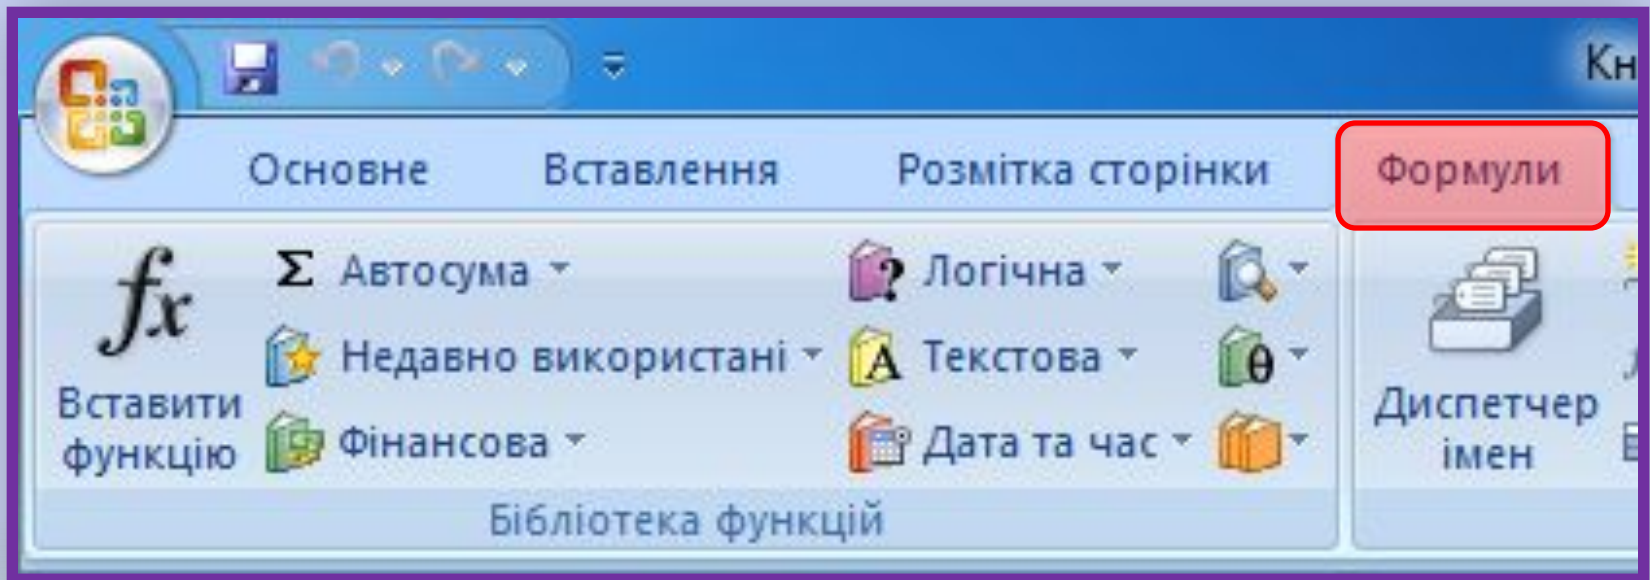 Кн
Основне Вставлення Розмітка сторінки Формули
fx Σ Автосума ? Логічна
Недавно використані A Текстова θ
Вставити функцію Фінансова Дата та час
Диспетчер імен
Бібліотека функцій